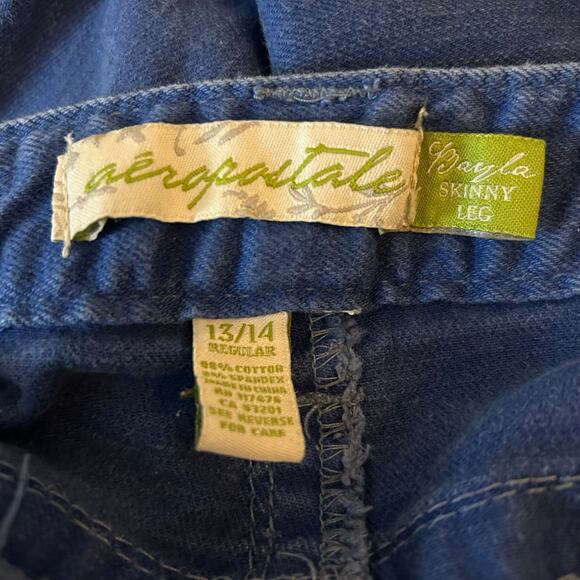 aéropostale
Bayla
SKINNY
LEG
13/14
REGULAR
98% COTTON
2% SPANDEX
MADE IN CHINA
RN 117478
CA 53201
SEE REVERSE
FOR CARE